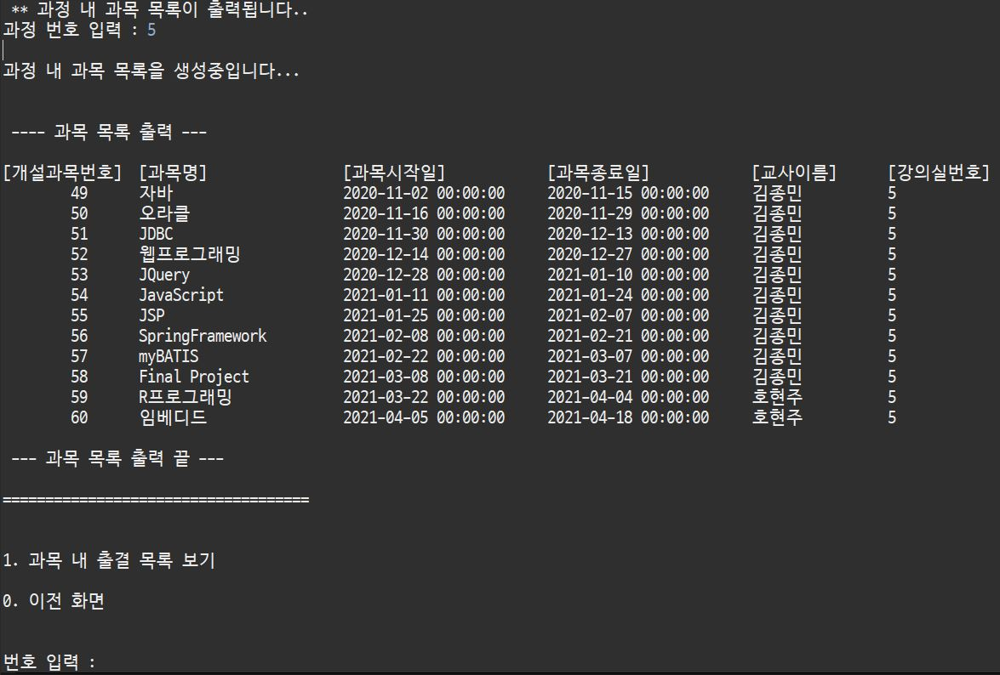 ** 과정 내 과목 목록이 출력됩니다..
과정 번호 입력 : 5
과정 내 과목 목록을 생성중입니다...
---- 과목 목록 출력 ---
[개설과목번호] [과목명] [과목시작일] [과목종료일] [교사이름] [강의실번호]
49 자바 2020-11-02 00:00:00 2020-11-15 00:00:00 김종민 5
50 오라클 2020-11-16 00:00:00 2020-11-29 00:00:00 김종민 5
51 JDBC 2020-11-30 00:00:00 2020-12-13 00:00:00 김종민 5
52 웹프로그래밍 2020-12-14 00:00:00 2020-12-27 00:00:00 김종민 5
53 JQuery 2020-12-28 00:00:00 2021-01-10 00:00:00 김종민 5
54 JavaScript 2021-01-11 00:00:00 2021-01-24 00:00:00 김종민 5
55 JSP 2021-01-25 00:00:00 2021-02-07 00:00:00 김종민 5
56 SpringFramework 2021-02-08 00:00:00 2021-02-21 00:00:00 김종민 5
57 myBATIS 2021-02-22 00:00:00 2021-03-07 00:00:00 김종민 5
58 Final Project 2021-03-08 00:00:00 2021-03-21 00:00:00 김종민 5
59 R프로그래밍 2021-03-22 00:00:00 2021-04-04 00:00:00 호현주 5
60 임베디드 2021-04-05 00:00:00 2021-04-18 00:00:00 호현주 5
--- 과목 목록 출력 끝 ---
====================================
1. 과목 내 출결 목록 보기
0. 이전 화면
번호 입력 :